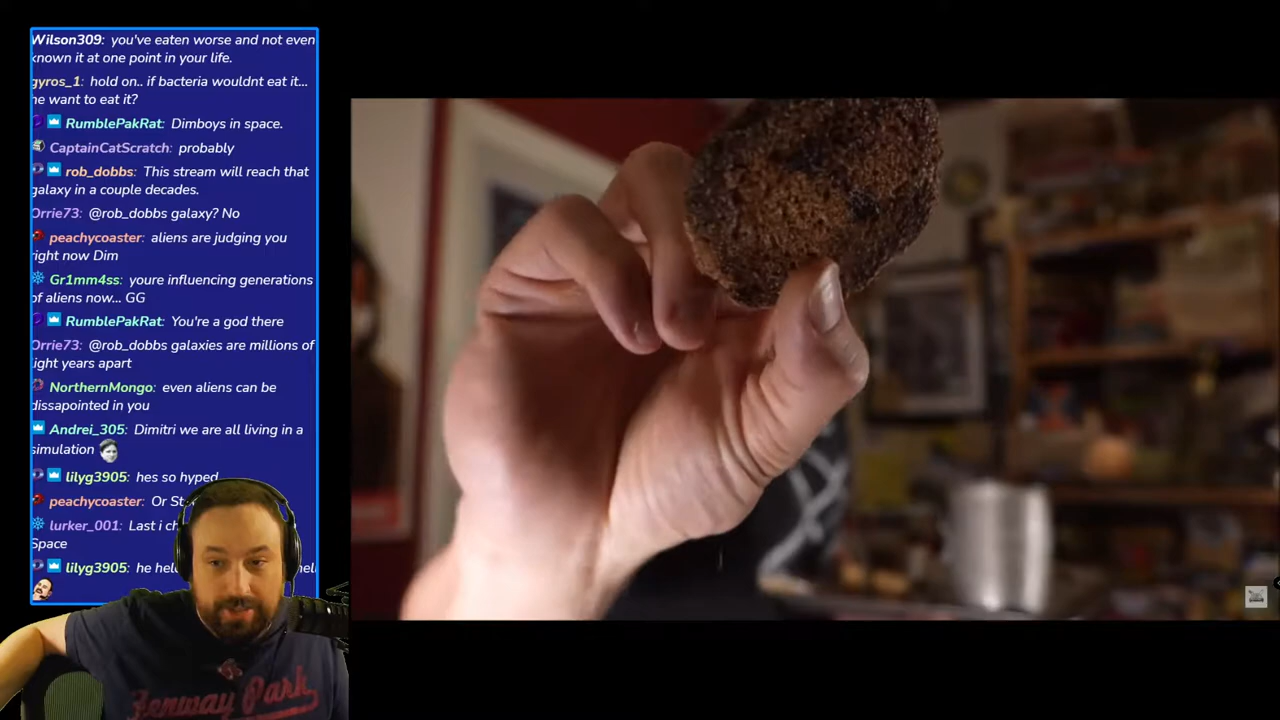 Wilson309: you've eaten worse and not even
known it at one point in your life.
gyros_1: hold on.. if bacteria wouldnt eat it...
he want to eat it?
RumblePakRat: Dimboys in space.
CaptainCatScratch: probably
rob_dobbs: This stream will reach that
galaxy in a couple decades.
Orrie73: @rob_dobbs galaxy? No
peachycoaster: aliens are judging you
right now Dim
Gr1mm4ss: youre influencing generations
of aliens now... GG
RumblePakRat: You're a god there
Orrie73: @rob_dobbs galaxies are millions of
light years apart
NorthernMongo: even aliens can be
dissapointed in you
Andrei_305: Dimitri we are all living in a
simulation
lilyg3905: hes so hyped
peachycoaster: Or
lurker_001: Last i
Space
lilyg3905: he
Fenway Park